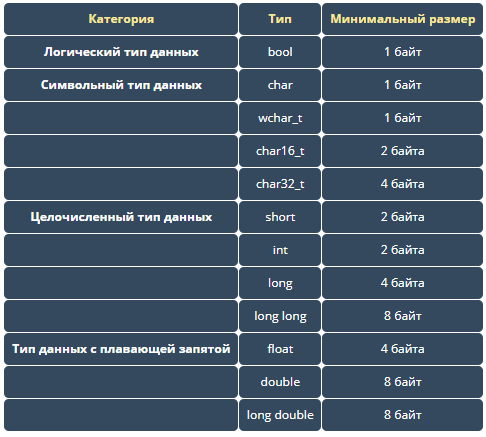 Категория Тип Минимальный размер
Логический тип данных bool 1 байт
Символьный тип данных char 1 байт
wchar_t 1 байт
char16_t 2 байта
char32_t 4 байта
Целочисленный тип данных short 2 байта
int 2 байта
long 4 байта
long long 8 байт
Тип данных с плавающей запятой float 4 байта
double 8 байт
long double 8 байт